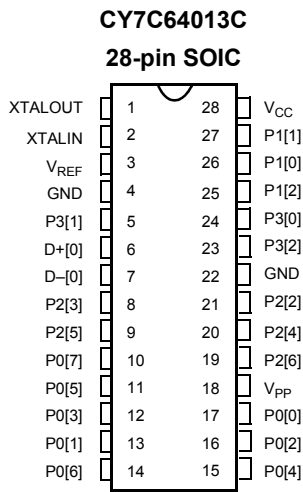 CY7C64013C
28-pin SOIC
XTALOUT 1 28 VCC
XTALIN 2 27 P1[1]
VREF 3 26 P1[0]
GND 4 25 P1[2]
P3[1] 5 24 P3[0]
D+[0] 6 23 P3[2]
D–[0] 7 22 GND
P2[3] 8 21 P2[2]
P2[5] 9 20 P2[4]
P0[7] 10 19 P2[6]
P0[5] 11 18 VPP
P0[3] 12 17 P0[0]
P0[1] 13 16 P0[2]
P0[6] 14 15 P0[4]